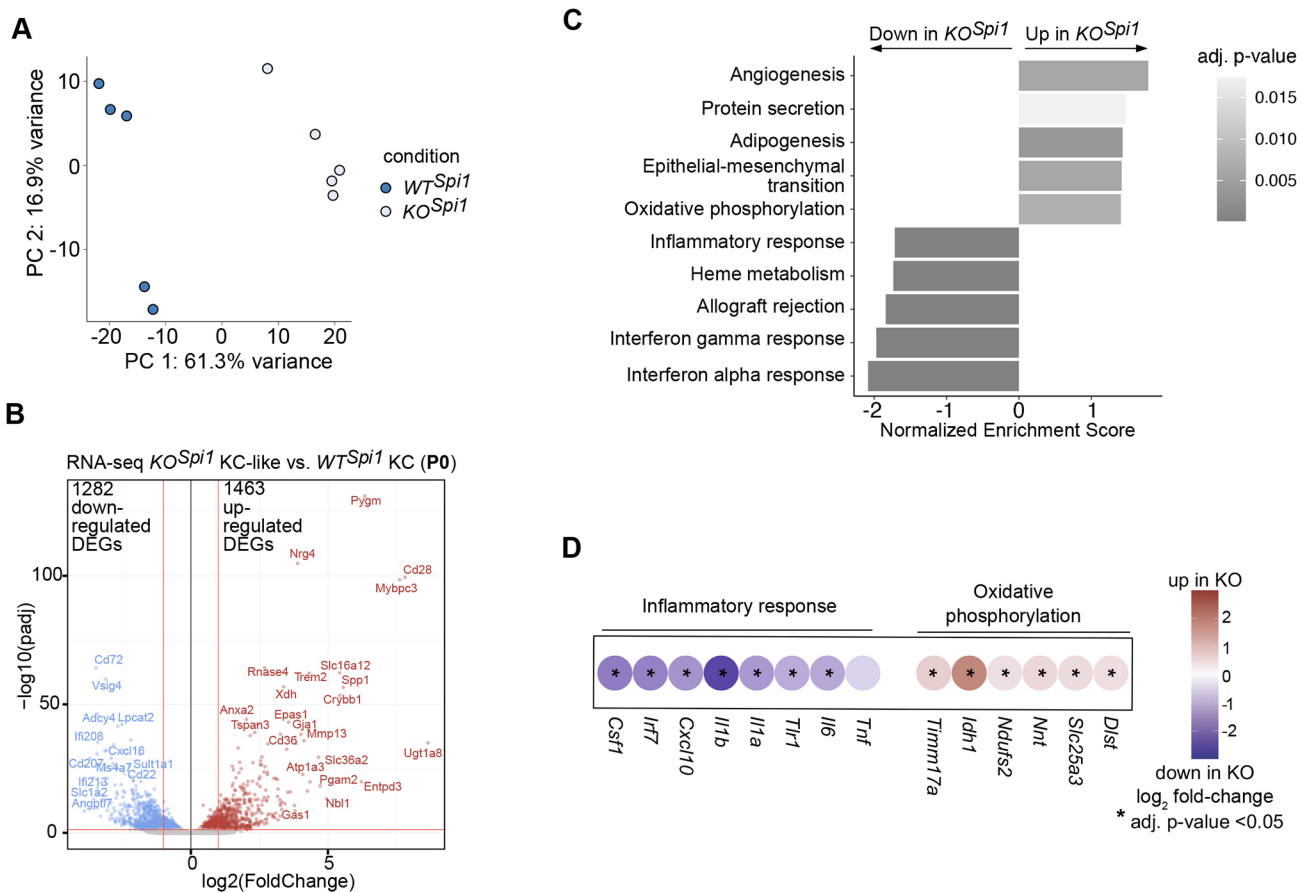 A
10
0
-10
PC 2: 16.9% variance
-20
-10
0
10
20
PC 1: 61.3% variance
condition
WTSpi1
KOSpi1
B
RNA-seq KOSpi1 KC-like vs. WTSpi1 KC (P0)
1282
down-
regulated
DEGs
1463
up-
regulated
DEGs
Pygm
Nrg4
Cd28
Mybpc3
Cd72
Vsig4
Rnase4
Trem2
Slc16a12
Spp1
Xdh
Crybb1
Adcy4
Lpcat2
Anxa2
Epas1
Tspan3
Gja1
Ifi208
Cxcl16
Cd36
Mmp13
Ugt1a8
Cd207
Ms4a7
Sult1a1
Cd22
Atp1a3
Slc36a2
Ifi213
Pgam2
Entpd3
Slc1a2
Angptl7
Nbl1
Gas1
100
50
0
−log10(padj)
0
5
log2(FoldChange)
C
Down in KOSpi1
Up in KOSpi1
Angiogenesis
Protein secretion
Adipogenesis
Epithelial-mesenchymal
transition
Oxidative phosphorylation
Inflammatory response
Heme metabolism
Allograft rejection
Interferon gamma response
Interferon alpha response
-2
-1
0
1
Normalized Enrichment Score
adj. p-value
0.015
0.010
0.005
D
Inflammatory response
Oxidative
phosphorylation
* * * * * * *
* * * * * *
Csf1
Irf7
Cxcl10
Il1b
Il1a
Tlr1
Il6
Tnf
Timm17a
Idh1
Ndufs2
Nnt
Slc25a3
Dlst
up in KO
2
1
0
-1
-2
down in KO
log2 fold-change
* adj. p-value <0.05